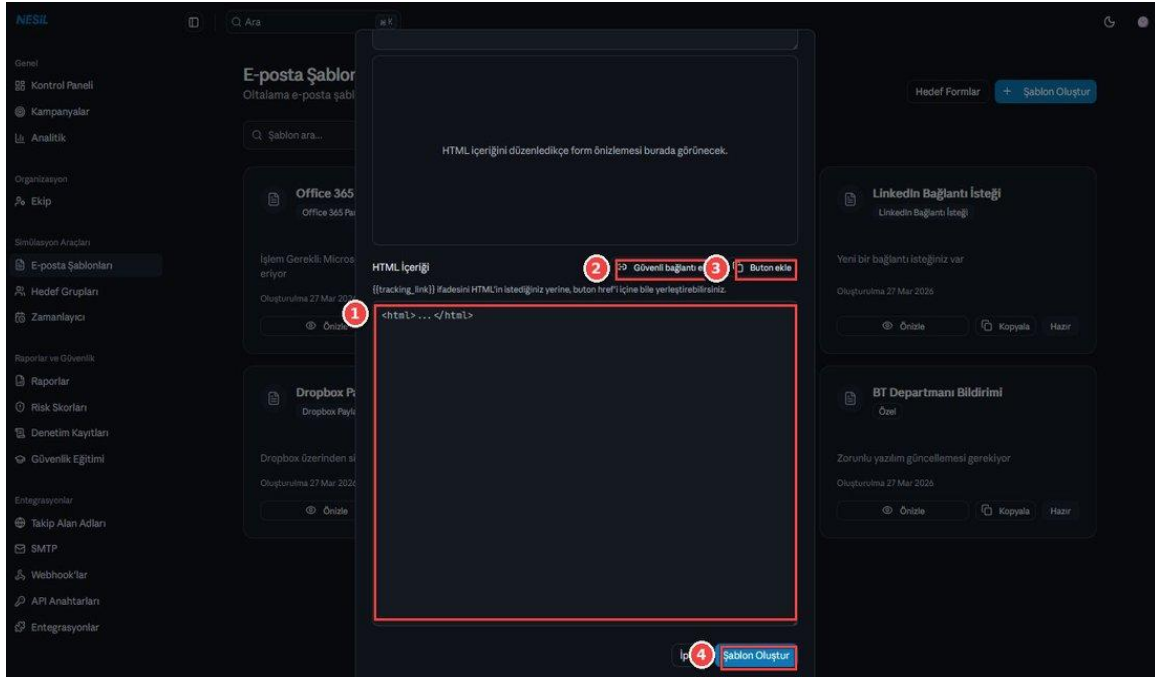 NESIL
Ara
⌘ K
Genel
Kontrol Paneli
Kampanyalar
Analitik
Organizasyon
Ekip
Simülasyon Araçları
E-posta Şablonları
Hedef Grupları
Zamanlayıcı
Raporlar ve Güvenlik
Raporlar
Risk Skorları
Denetim Kayıtları
Güvenlik Eğitimi
Entegrasyonlar
Takip Alan Adları
SMTP
Webhook'lar
API Anahtarları
Entegrasyonlar
E-posta Şablon
Oltalama e-posta şabl
Hedef Formlar
+ Şablon Oluştur
Şablon ara...
Office 365
Office 365 Pa
İşlem Gerekli: Micros
eriyor
Oluşturulma 27 Mar 202
Önizle
Dropbox Pa
Dropbox Payla
Dropbox üzerinden si
Oluşturulma 27 Mar 202
Önizle
HTML içeriğini düzenledikçe form önizlemesi burada görünecek.
HTML İçeriği
2
Güvenli bağlantı e
3
Buton ekle
{{tracking_link}} ifadesini HTML'in istediğiniz yerine, buton href'i içine bile yerleştirebilirsiniz.
1
<html>...</html>
İp
4
Şablon Oluştur
LinkedIn Bağlantı İsteği
LinkedIn Bağlantı İsteği
Yeni bir bağlantı isteğiniz var
Oluşturulma 27 Mar 2026
Önizle
Kopyala
Hazır
BT Departmanı Bildirimi
Özel
Zorunlu yazılım güncellemesi gerekiyor
Oluşturulma 27 Mar 2026
Önizle
Kopyala
Hazır